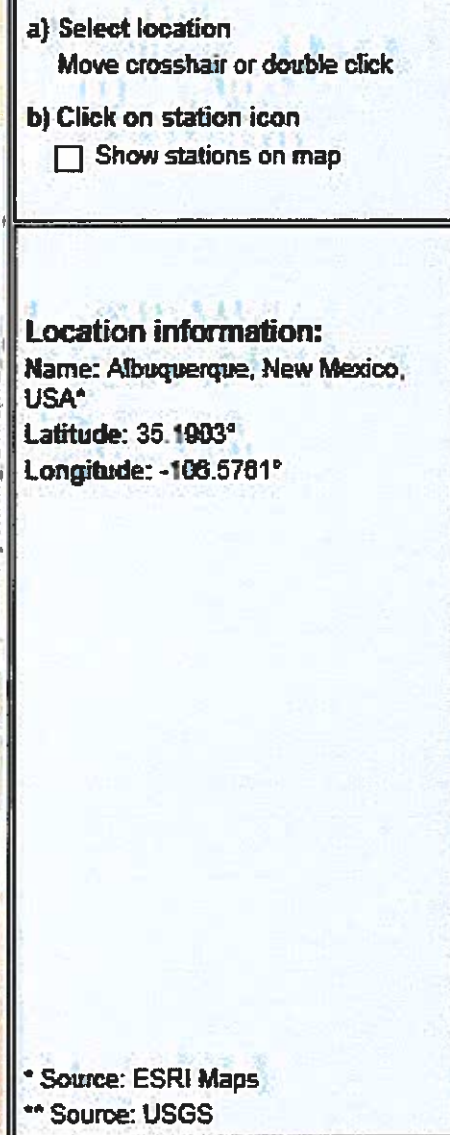 a) Select location
Move crosshair or double click
b) Click on station icon
Show stations on map
Location information:
Name: Albuquerque, New Mexico,
USA*
Latitude: 35.1903°
Longitude: -106.5781°
* Source: ESRI Maps
** Source: USGS